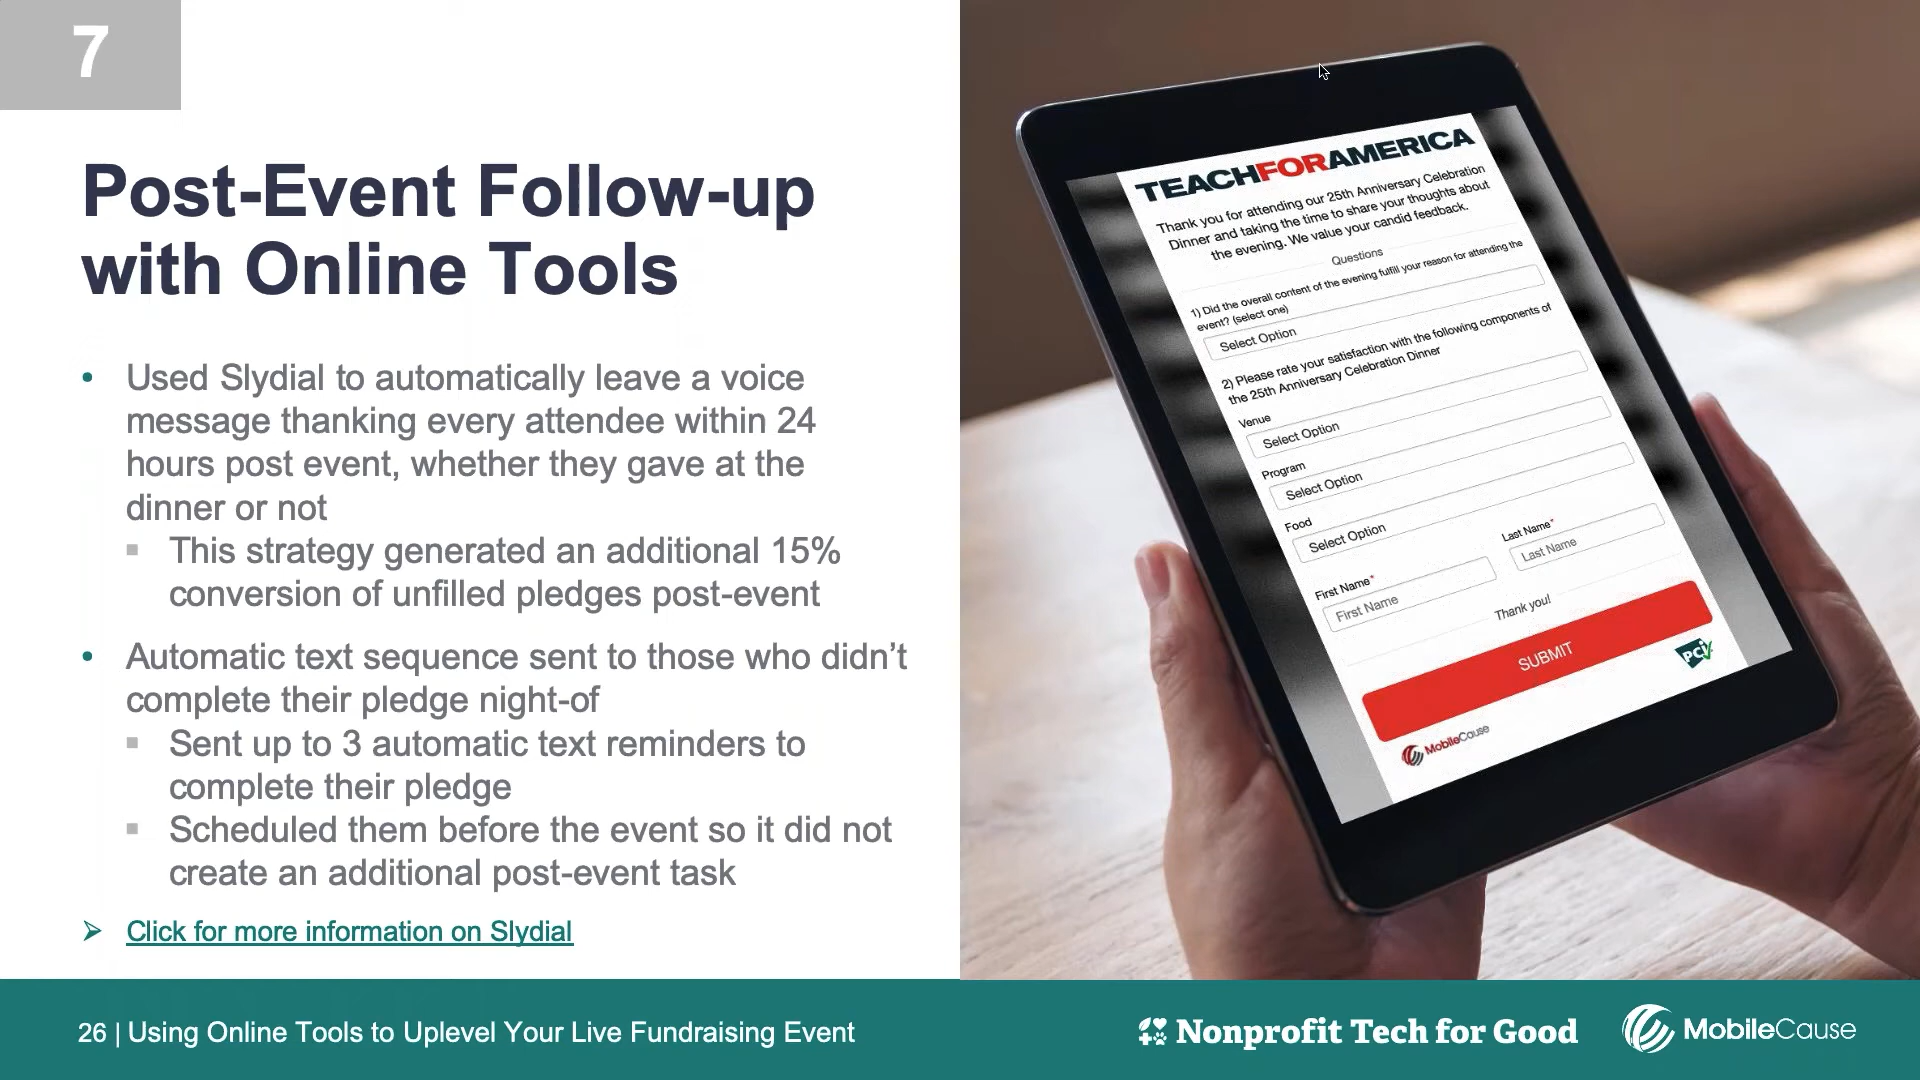 7
Post-Event Follow-up
with Online Tools
• Used Slydial to automatically leave a voice
message thanking every attendee within 24
hours post event, whether they gave at the
dinner or not
▪ This strategy generated an additional 15%
conversion of unfilled pledges post-event
• Automatic text sequence sent to those who didn’t
complete their pledge night-of
▪ Sent up to 3 automatic text reminders to
complete their pledge
▪ Scheduled them before the event so it did not
create an additional post-event task
➢ Click for more information on Slydial
TEACHFORAMERICA
Thank you for attending our 25th Anniversary Celebration
Dinner and taking the time to share your thoughts about
the evening. We value your candid feedback.
Questions
1) Did the overall content of the evening fulfill your reason for attending the
event? (select one)
Select Option
2) Please rate your satisfaction with the following components of
the 25th Anniversary Celebration Dinner
Venue
Select Option
Program
Select Option
Food
Select Option
First Name*
First Name
Last Name*
Last Name
Thank you!
SUBMIT
PCI
MobileCause
26 | Using Online Tools to Uplevel Your Live Fundraising Event
Nonprofit Tech for Good
MobileCause